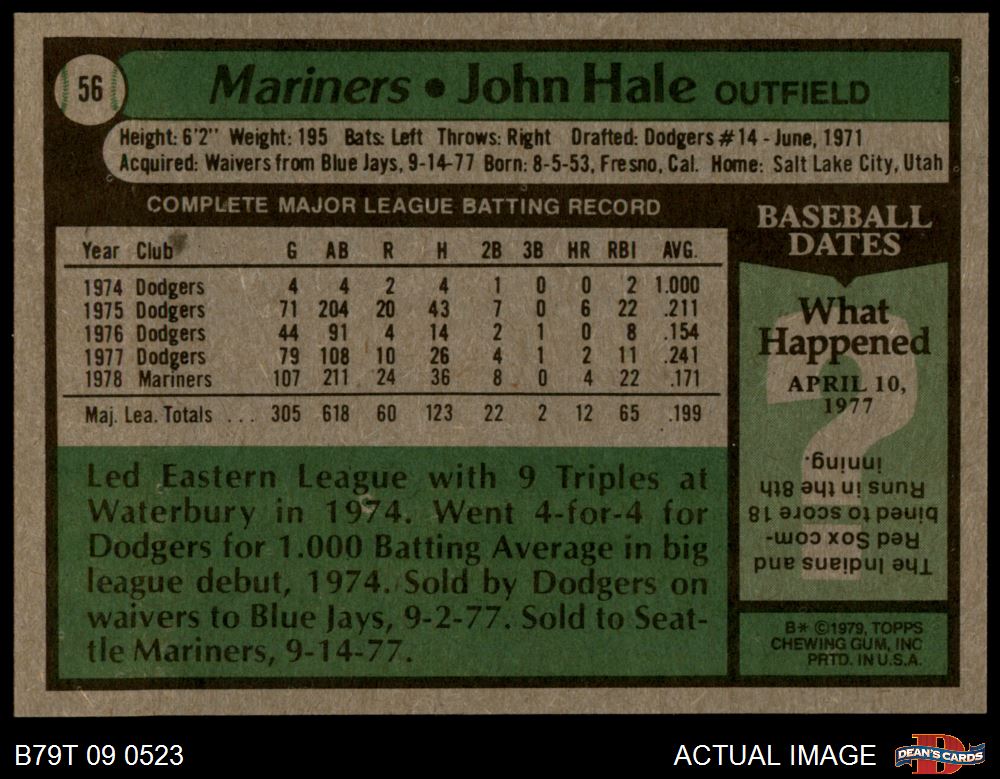 56
Mariners • John Hale OUTFIELD
Height: 6'2" Weight: 195 Bats: Left Throws: Right Drafted: Dodgers #14 - June, 1971
Acquired: Waivers from Blue Jays, 9-14-77 Born: 8-5-53, Fresno, Cal. Home: Salt Lake City, Utah
COMPLETE MAJOR LEAGUE BATTING RECORD
Year Club G AB R H 2B 3B HR RBI AVG.
1974 Dodgers 4 4 2 4 1 0 0 2 1.000
1975 Dodgers 71 204 20 43 7 0 6 22 .211
1976 Dodgers 44 91 4 14 2 1 0 8 .154
1977 Dodgers 79 108 10 26 4 1 2 11 .241
1978 Mariners 107 211 24 36 8 0 4 22 .171
Maj. Lea. Totals . . . 305 618 60 123 22 2 12 65 .199
Led Eastern League with 9 Triples at
Waterbury in 1974. Went 4-for-4 for
Dodgers for 1.000 Batting Average in big
league debut, 1974. Sold by Dodgers on
waivers to Blue Jays, 9-2-77. Sold to Seat-
tle Mariners, 9-14-77.
BASEBALL
DATES
What
Happened
APRIL 10,
1977
?
The Indians and
Red Sox com-
bined to score 18
Runs in the 8th
inning.
B* ©1979, TOPPS
CHEWING GUM, INC
PRTD. IN U.S.A.
B79T 09 0523
ACTUAL IMAGE
DEAN'S CARDS